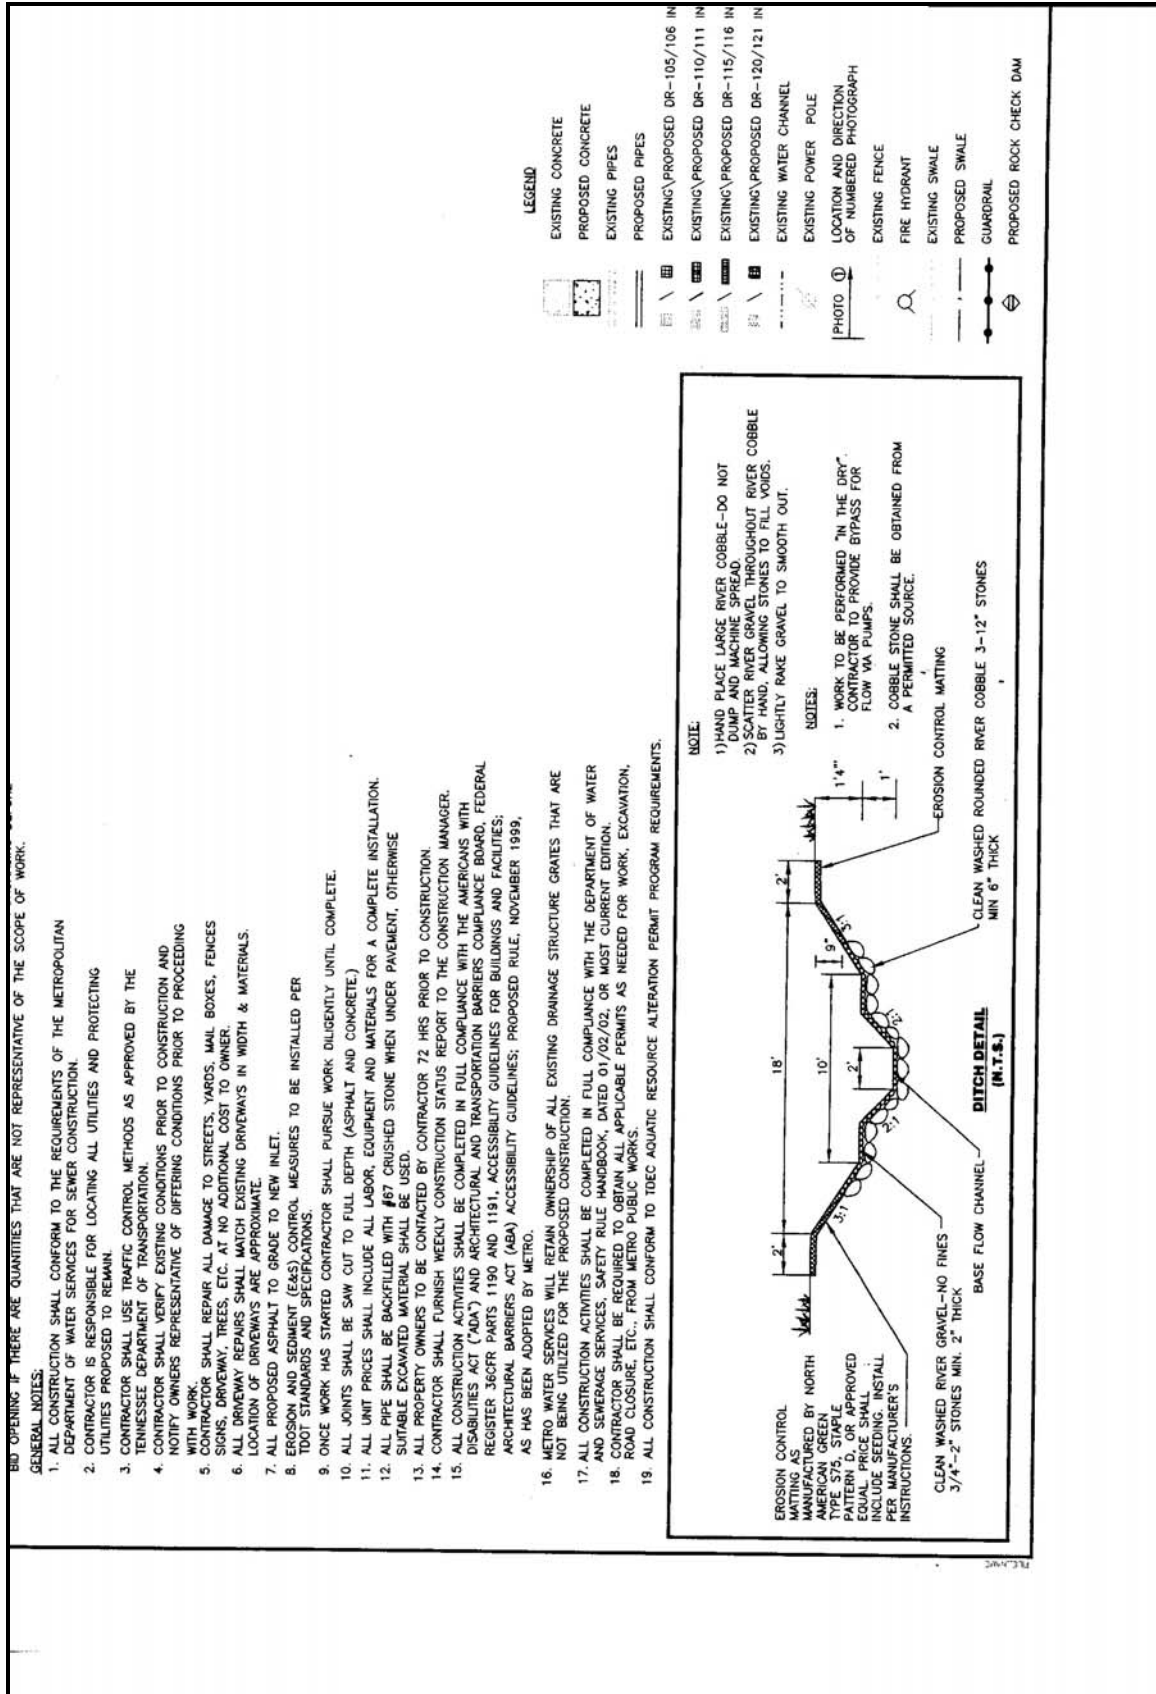 BID OPENING IF THERE ARE QUANTITIES THAT ARE NOT REPRESENTATIVE OF THE SCOPE OF WORK.
GENERAL NOTES:
1. ALL CONSTRUCTION SHALL CONFORM TO THE REQUIREMENTS OF THE METROPOLITAN
DEPARTMENT OF WATER SERVICES FOR SEWER CONSTRUCTION.
2. CONTRACTOR IS RESPONSIBLE FOR LOCATING ALL UTILITIES AND PROTECTING
UTILITIES PROPOSED TO REMAIN.
3. CONTRACTOR SHALL USE TRAFFIC CONTROL METHODS AS APPROVED BY THE
TENNESSEE DEPARTMENT OF TRANSPORTATION.
4. CONTRACTOR SHALL VERIFY EXISTING CONDITIONS PRIOR TO CONSTRUCTION AND
NOTIFY OWNERS REPRESENTATIVE OF DIFFERING CONDITIONS PRIOR TO PROCEEDING
WITH WORK.
5. CONTRACTOR SHALL REPAIR ALL DAMAGE TO STREETS, YARDS, MAIL BOXES, FENCES
SIGNS, DRIVEWAY, TREES, ETC. AT NO ADDITIONAL COST TO OWNER.
6. ALL DRIVEWAY REPAIRS SHALL MATCH EXISTING DRIVEWAYS IN WIDTH & MATERIALS.
LOCATION OF DRIVEWAYS ARE APPROXIMATE.
7. ALL PROPOSED ASPHALT TO GRADE TO NEW INLET.
8. EROSION AND SEDIMENT (E&S) CONTROL MEASURES TO BE INSTALLED PER
TDOT STANDARDS AND SPECIFICATIONS.
9. ONCE WORK HAS STARTED CONTRACTOR SHALL PURSUE WORK DILIGENTLY UNTIL COMPLETE.
10. ALL JOINTS SHALL BE SAW CUT TO FULL DEPTH (ASPHALT AND CONCRETE.)
11. ALL UNIT PRICES SHALL INCLUDE ALL LABOR, EQUIPMENT AND MATERIALS FOR A COMPLETE INSTALLATION.
12. ALL PIPE SHALL BE BACKFILLED WITH #67 CRUSHED STONE WHEN UNDER PAVEMENT, OTHERWISE
SUITABLE EXCAVATED MATERIAL SHALL BE USED.
13. ALL PROPERTY OWNERS TO BE CONTACTED BY CONTRACTOR 72 HRS PRIOR TO CONSTRUCTION.
14. CONTRACTOR SHALL FURNISH WEEKLY CONSTRUCTION STATUS REPORT TO THE CONSTRUCTION MANAGER.
15. ALL CONSTRUCTION ACTIVITIES SHALL BE COMPLETED IN FULL COMPLIANCE WITH THE AMERICANS WITH
DISABILITIES ACT ("ADA") AND ARCHITECTURAL AND TRANSPORTATION BARRIERS COMPLIANCE BOARD, FEDERAL
REGISTER 36CFR PARTS 1190 AND 1191, ACCESSIBILITY GUIDELINES FOR BUILDINGS AND FACILITIES;
ARCHITECTURAL BARRIERS ACT (ABA) ACCESSIBILITY GUIDELINES; PROPOSED RULE, NOVEMBER 1999,
AS HAS BEEN ADOPTED BY METRO.
16. METRO WATER SERVICES WILL RETAIN OWNERSHIP OF ALL EXISTING DRAINAGE STRUCTURE GRATES THAT ARE
NOT BEING UTILIZED FOR THE PROPOSED CONSTRUCTION.
17. ALL CONSTRUCTION ACTIVITIES SHALL BE COMPLETED IN FULL COMPLIANCE WITH THE DEPARTMENT OF WATER
AND SEWERAGE SERVICES, SAFETY RULE HANDBOOK, DATED 01/02/02, OR MOST CURRENT EDITION.
18. CONTRACTOR SHALL BE REQUIRED TO OBTAIN ALL APPLICABLE PERMITS AS NEEDED FOR WORK, EXCAVATION,
ROAD CLOSURE, ETC., FROM METRO PUBLIC WORKS.
19. ALL CONSTRUCTION SHALL CONFORM TO TDEC AQUATIC RESOURCE ALTERATION PERMIT PROGRAM REQUIREMENTS.
LEGEND
EXISTING CONCRETE
PROPOSED CONCRETE
EXISTING PIPES
PROPOSED PIPES
EXISTING\PROPOSED DR-105/106 IN
EXISTING\PROPOSED DR-110/111 IN
EXISTING\PROPOSED DR-115/116 IN
EXISTING\PROPOSED DR-120/121 IN
EXISTING WATER CHANNEL
EXISTING POWER POLE
PHOTO 1 LOCATION AND DIRECTION
OF NUMBERED PHOTOGRAPH
EXISTING FENCE
FIRE HYDRANT
EXISTING SWALE
PROPOSED SWALE
GUARDRAIL
PROPOSED ROCK CHECK DAM
NOTE:
1) HAND PLACE LARGE RIVER COBBLE-DO NOT
DUMP AND MACHINE SPREAD.
2) SCATTER RIVER GRAVEL THROUGHOUT RIVER COBBLE
BY HAND, ALLOWING STONES TO FILL VOIDS.
3) LIGHTLY RAKE GRAVEL TO SMOOTH OUT.
NOTES:
1. WORK TO BE PERFORMED "IN THE DRY".
CONTRACTOR TO PROVIDE BYPASS FOR
FLOW VIA PUMPS.
2. COBBLE STONE SHALL BE OBTAINED FROM
A PERMITTED SOURCE.
EROSION CONTROL
MATTING AS
MANUFACTURED BY NORTH
AMERICAN GREEN
TYPE S75, STAPLE
PATTERN D, OR APPROVED
EQUAL. PRICE SHALL
INCLUDE SEEDING. INSTALL
PER MANUFACTURER'S
INSTRUCTIONS.
2'
18'
2'
10'
2'
9"
1'4"
1'
3:1
3:1
2:1
2:1
EROSION CONTROL MATTING
CLEAN WASHED RIVER GRAVEL-NO FINES
3/4"-2" STONES MIN. 2" THICK
BASE FLOW CHANNEL
CLEAN WASHED ROUNDED RIVER COBBLE 3-12" STONES
MIN 6" THICK
DITCH DETAIL
(N.T.S.)